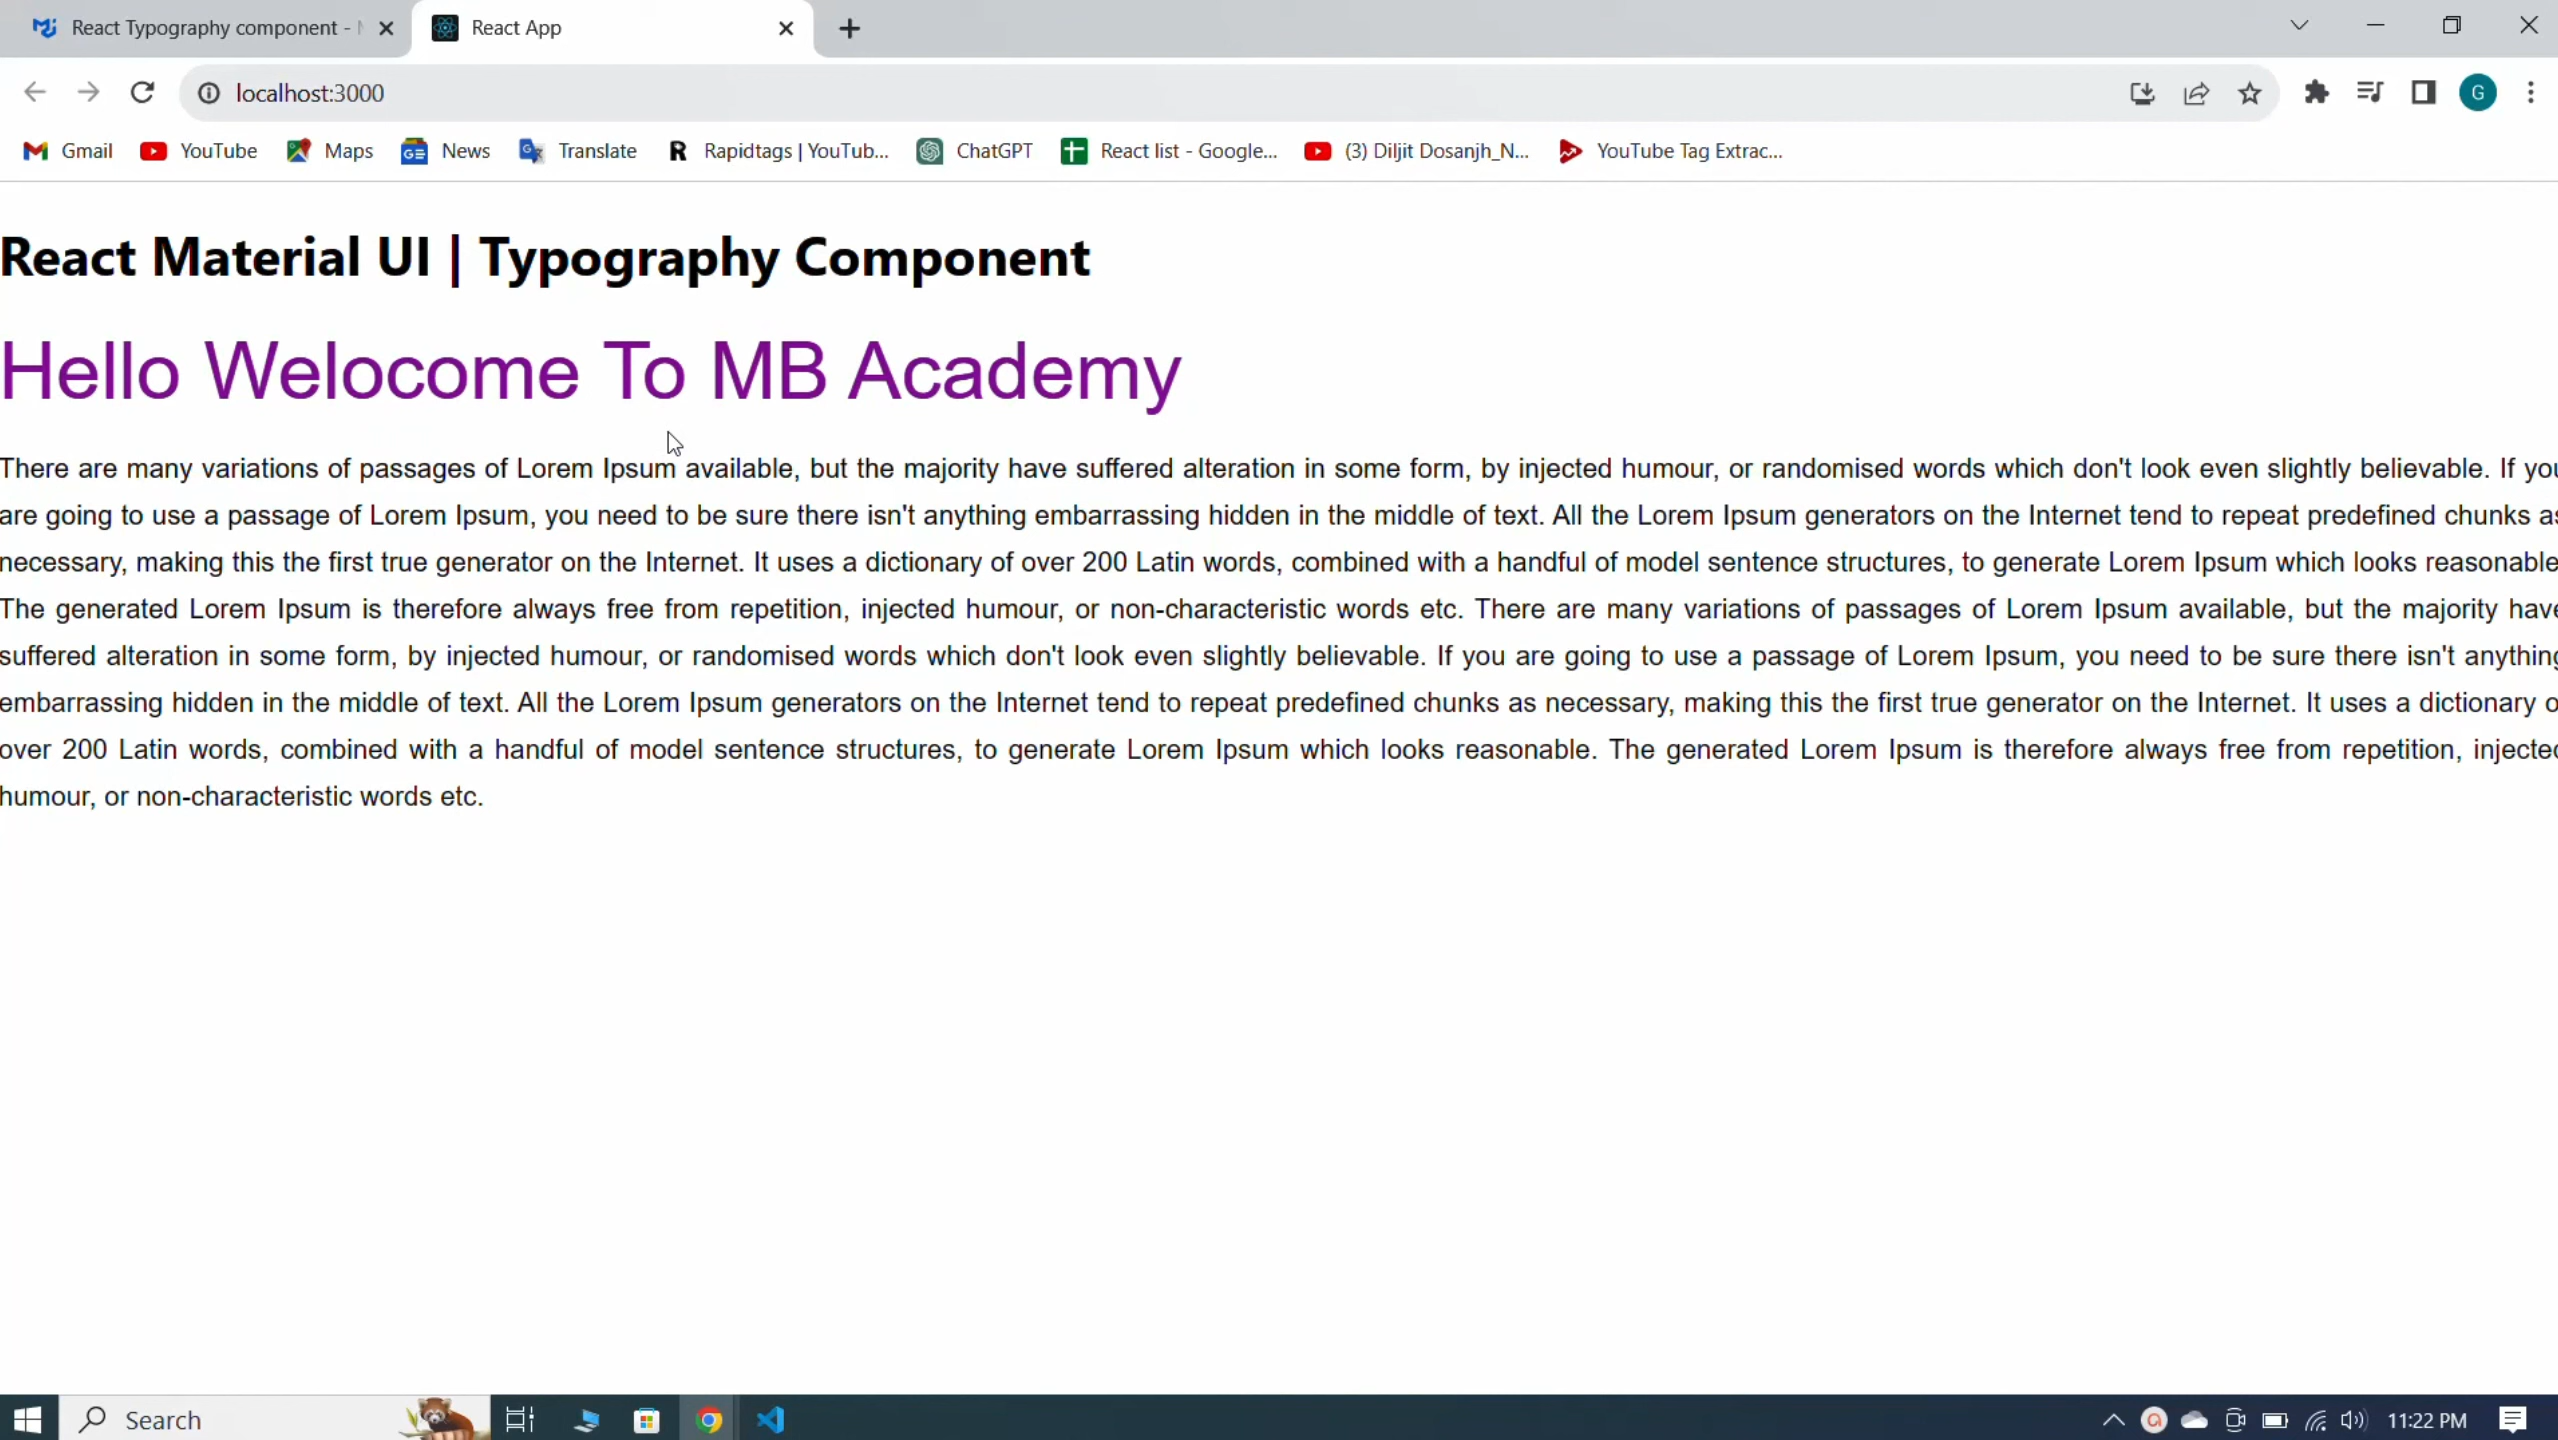 React Typography component -
React App
localhost:3000
G
Gmail
YouTube
Maps
News
Translate
Rapidtags | YouTub...
ChatGPT
React list - Google...
(3) Diljit Dosanjh_N...
YouTube Tag Extrac...
React Material UI | Typography Component
Hello Welocome To MB Academy
There are many variations of passages of Lorem Ipsum available, but the majority have suffered alteration in some form, by injected humour, or randomised words which don't look even slightly believable. If you
are going to use a passage of Lorem Ipsum, you need to be sure there isn't anything embarrassing hidden in the middle of text. All the Lorem Ipsum generators on the Internet tend to repeat predefined chunks as
necessary, making this the first true generator on the Internet. It uses a dictionary of over 200 Latin words, combined with a handful of model sentence structures, to generate Lorem Ipsum which looks reasonable
The generated Lorem Ipsum is therefore always free from repetition, injected humour, or non-characteristic words etc. There are many variations of passages of Lorem Ipsum available, but the majority have
suffered alteration in some form, by injected humour, or randomised words which don't look even slightly believable. If you are going to use a passage of Lorem Ipsum, you need to be sure there isn't anything
embarrassing hidden in the middle of text. All the Lorem Ipsum generators on the Internet tend to repeat predefined chunks as necessary, making this the first true generator on the Internet. It uses a dictionary o
over 200 Latin words, combined with a handful of model sentence structures, to generate Lorem Ipsum which looks reasonable. The generated Lorem Ipsum is therefore always free from repetition, injected
humour, or non-characteristic words etc.
Search
11:22 PM